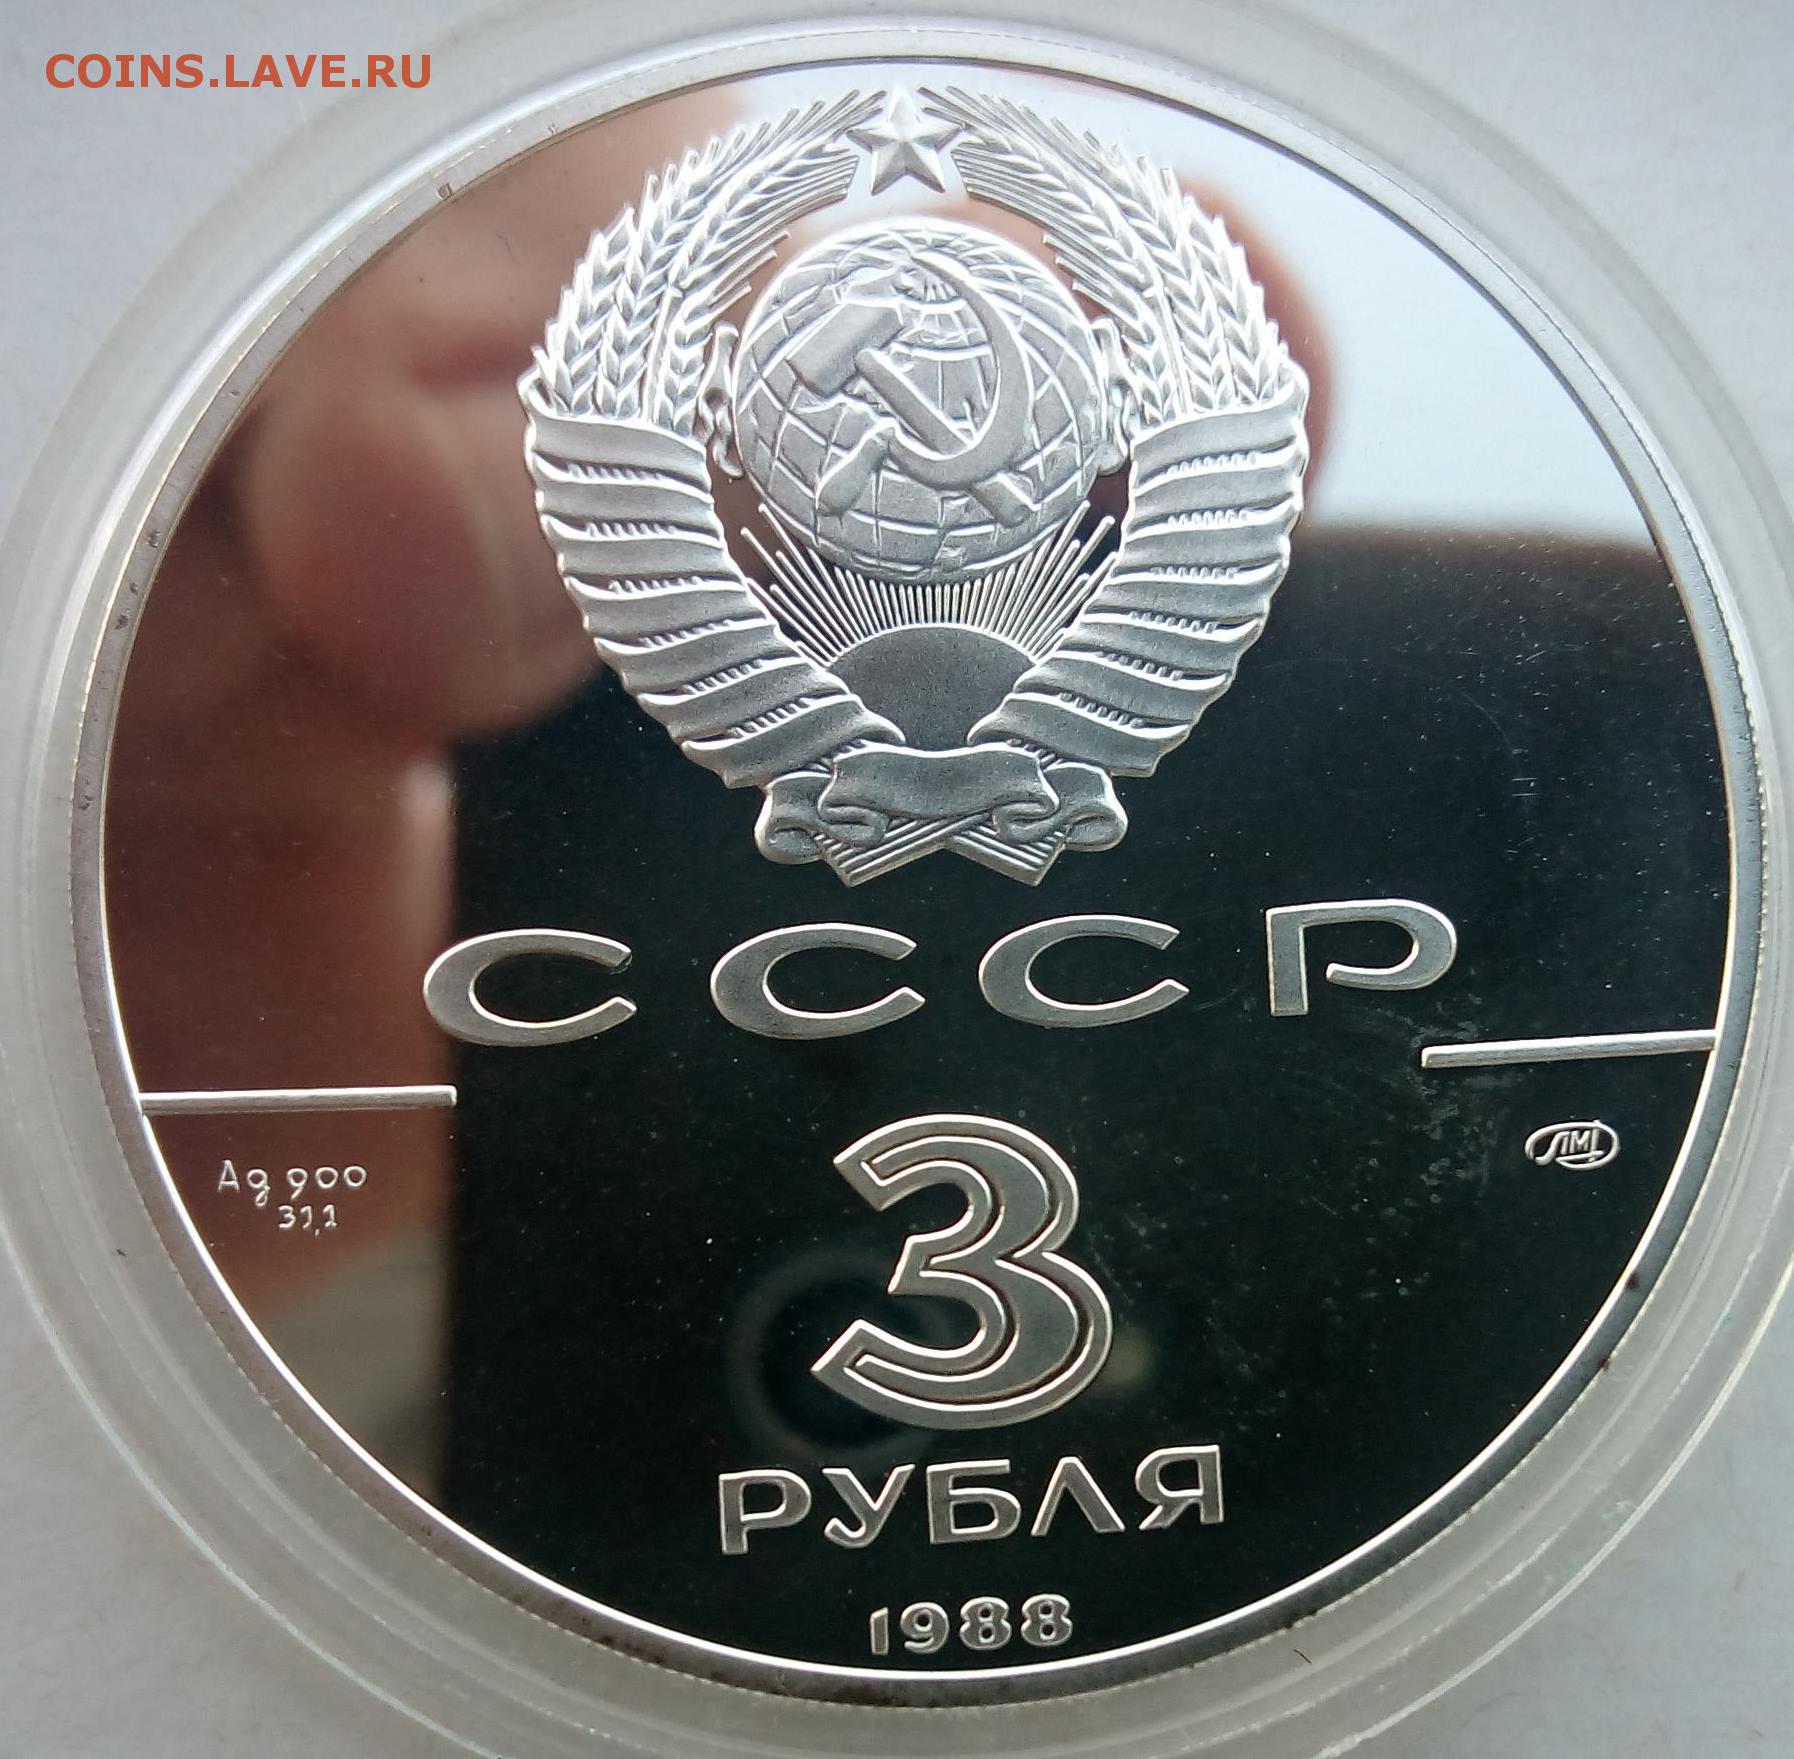 COINS.LAVE.RU
СССР
Ag 900
31,1
ЛМД
3
РУБЛЯ
1988